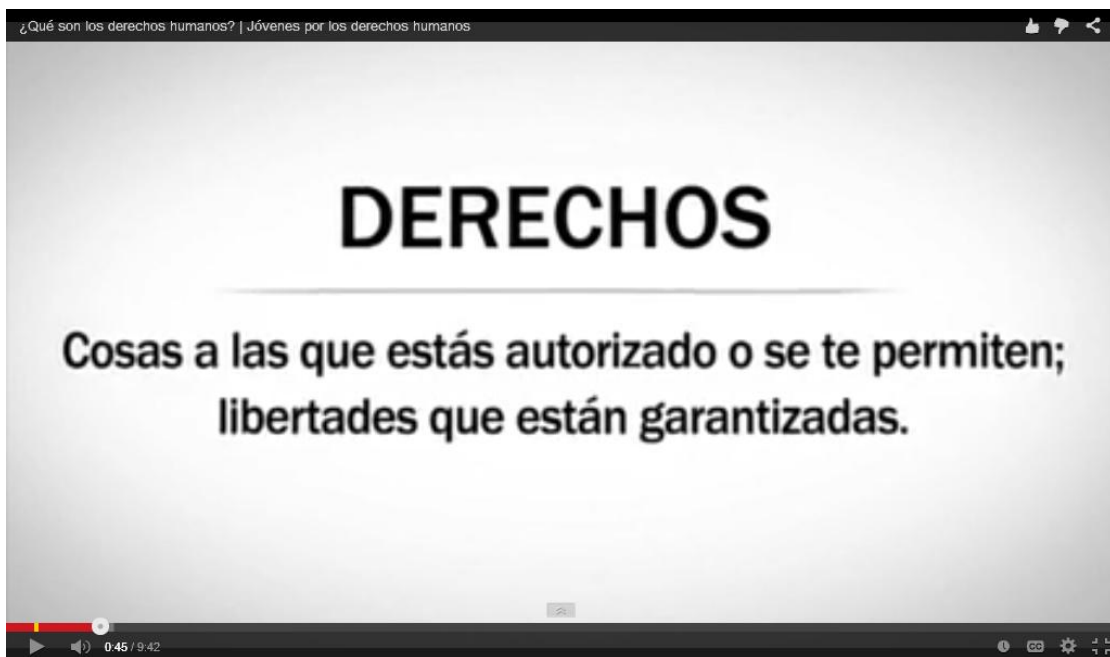 ¿Qué son los derechos humanos? | Jóvenes por los derechos humanos
DERECHOS
Cosas a las que estás autorizado o se te permiten;
libertades que están garantizadas.
0:45 / 9:42
CC